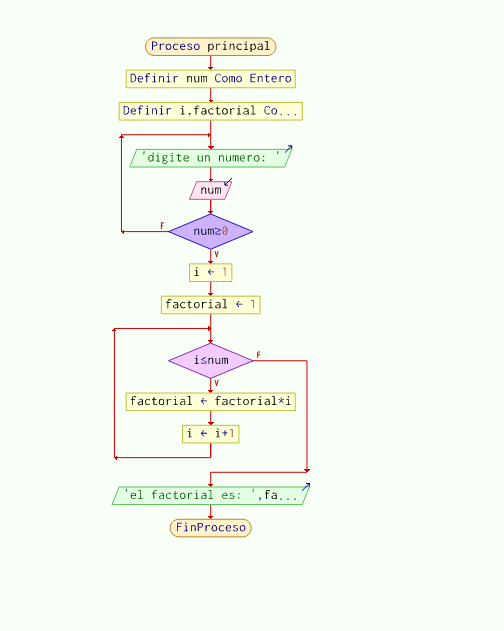 Proceso principal
Definir num Como Entero
Definir i,factorial Co...
'digite un numero: '
num
num≥0
F
V
i ← 1
factorial ← 1
i≤num
F
V
factorial ← factorial*i
i ← i+1
'el factorial es: ',fa...
FinProceso